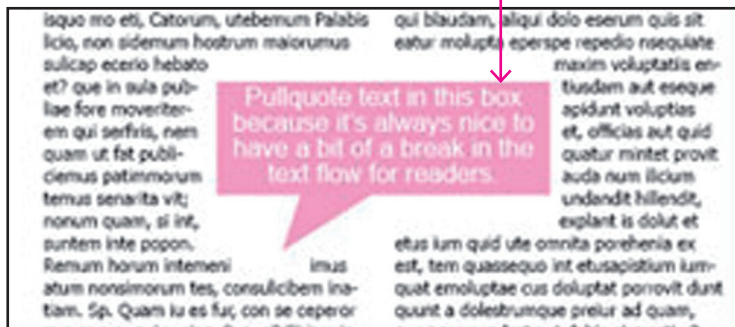 isquo mo eti, Catorum, utebemum Palabis
licio, non sidemum hostrum maiorumus
sulicap ecerio hebato
et? que in sula pub-
liae fore moveriter-
em qui serfiris, nem
quam ut fat publi-
ciemus patimmorum
temus senarita vit;
nonum quam, si int,
suntem inte popon.
Remum horum intemeni imus
atum nonsimorum tes, consulicibem ina-
tiam. Sp. Quam iu es fur, con se ceperor
Pullquote text in this box
because it's always nice to
have a bit of a break in the
text flow for readers.
qui blaudam, aliqui dolo eserum quis sit
eatur molupta eperspe repedio nsequiate
maxim voluptatiis en-
tiusdam aut eseque
apidunt voluptias
et, officias aut quid
quatur mintet provit
auda num ilicium
undandit hillendit,
explant is dolut et
etus ium quid ute omnita porehenia ex
est, tem quassequo int etusapistium ium-
quat emoluptae cus doluptat porrovit dunt
quunt a dolestrumque preiur ad quam,